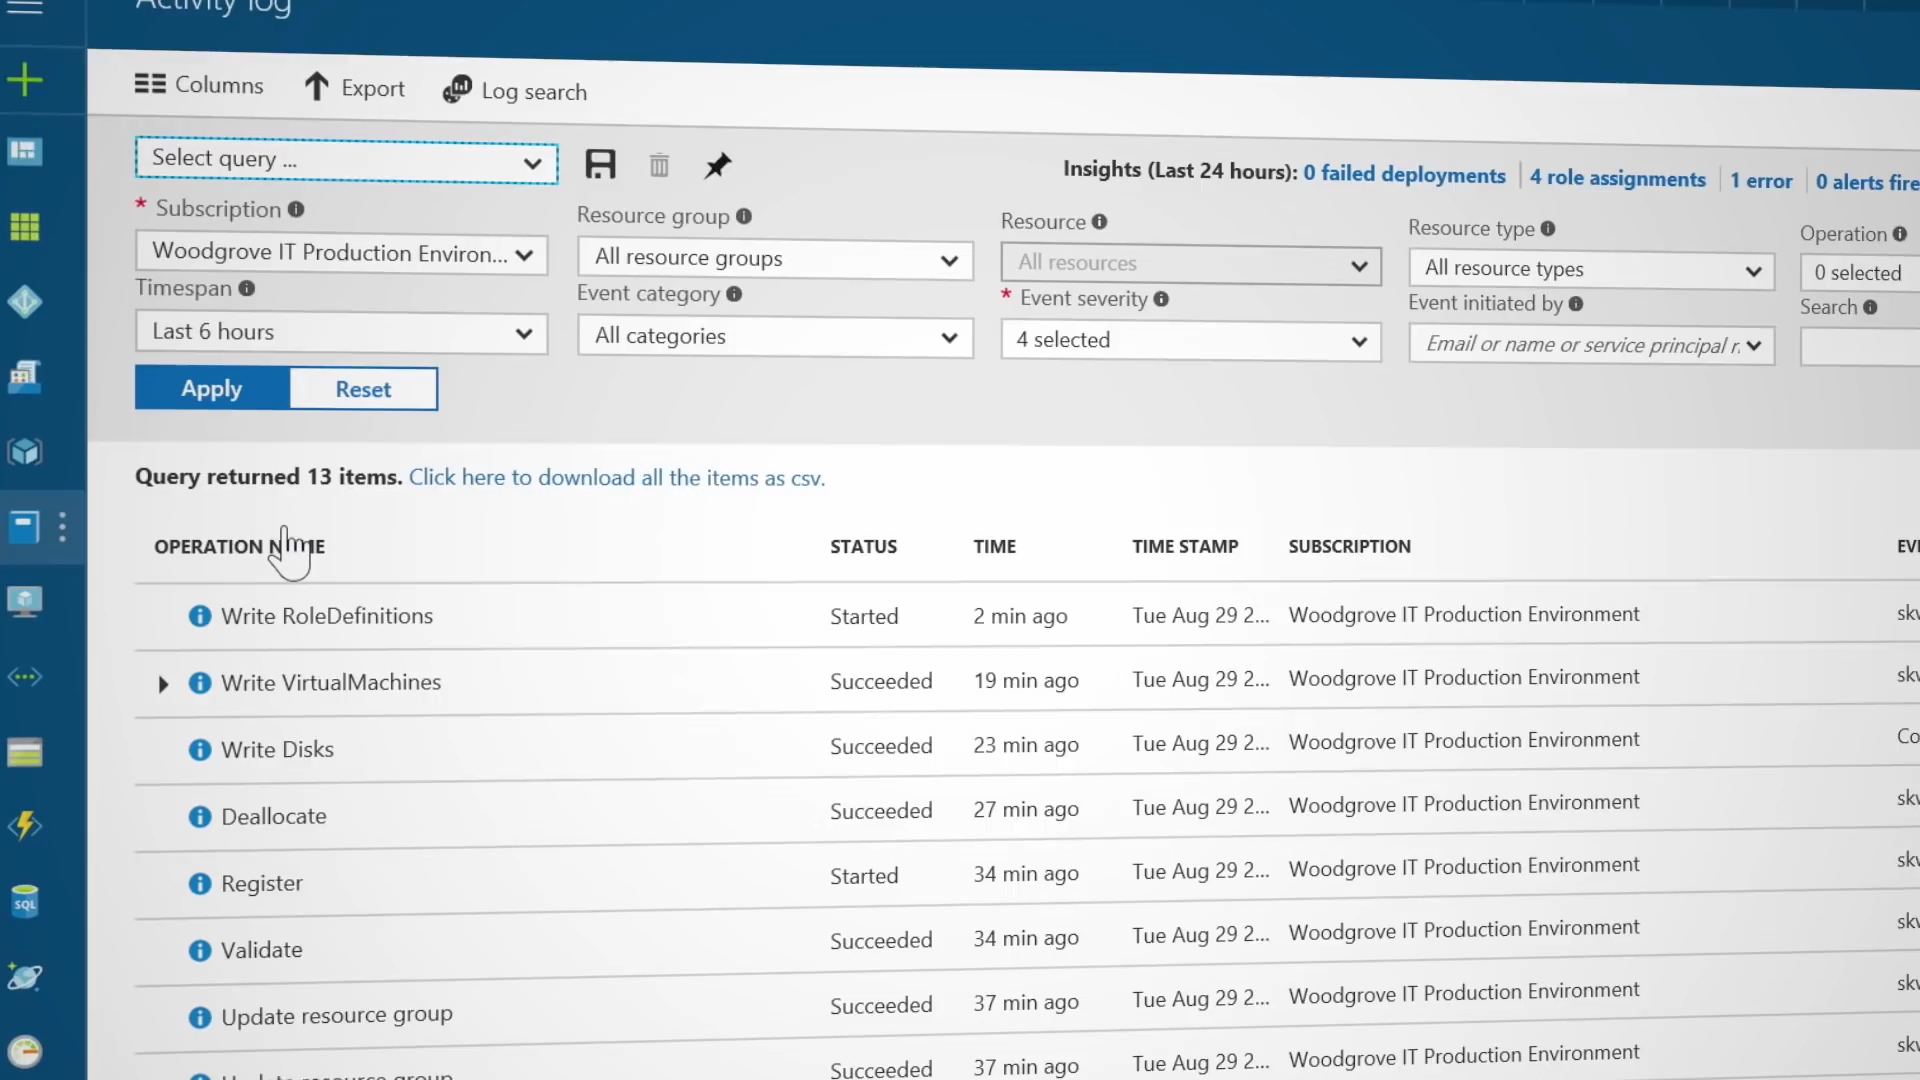 Activity log
Columns Export Log search
Select query ...
Insights (Last 24 hours): 0 failed deployments 4 role assignments 1 error 0 alerts fire
* Subscription Resource group Resource Resource type Operation
Woodgrove IT Production Environ... All resource groups All resources All resource types 0 selected
Timespan Event category * Event severity Event initiated by Search
Last 6 hours All categories 4 selected Email or name or service principal
Apply Reset
Query returned 13 items. Click here to download all the items as csv.
OPERATION STATUS TIME TIME STAMP SUBSCRIPTION
Write RoleDefinitions Started 2 min ago Tue Aug 29 2... Woodgrove IT Production Environment
Write VirtualMachines Succeeded 19 min ago Tue Aug 29 2... Woodgrove IT Production Environment
Write Disks Succeeded 23 min ago Tue Aug 29 2... Woodgrove IT Production Environment Co
Deallocate Succeeded 27 min ago Tue Aug 29 2... Woodgrove IT Production Environment
Register Started 34 min ago Tue Aug 29 2... Woodgrove IT Production Environment
Validate Succeeded 34 min ago Tue Aug 29 2... Woodgrove IT Production Environment
Update resource group Succeeded 37 min ago Tue Aug 29 2... Woodgrove IT Production Environment
Update resource group Succeeded 37 min ago Tue Aug 29 2... Woodgrove IT Production Environment
SQL